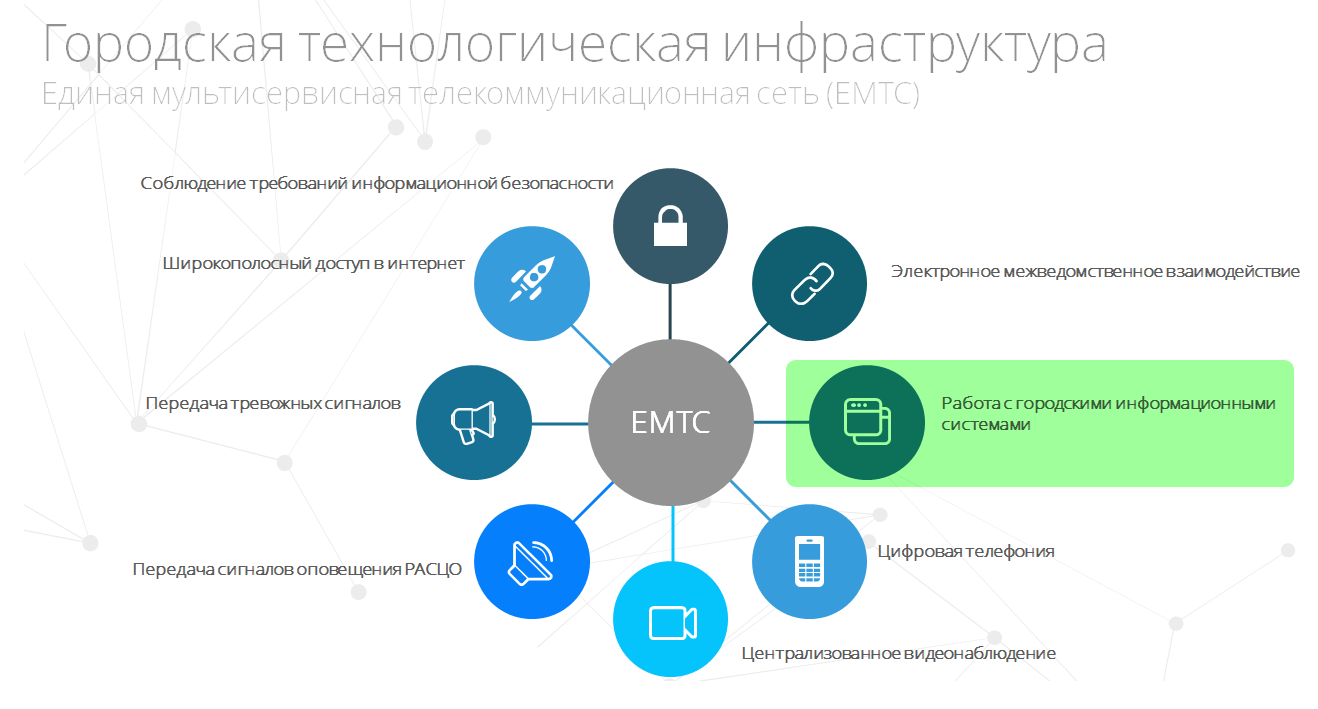 Городская технологическая инфраструктура
Единая мультисервисная телекоммуникационная сеть (ЕМТС)
Соблюдение требований информационной безопасности
Широкополосный доступ в интернет
Электронное межведомственное взаимодействие
Передача тревожных сигналов
ЕМТС
Работа с городскими информационными
системами
Передача сигналов оповещения РАСЦО
Цифровая телефония
Централизованное видеонаблюдение